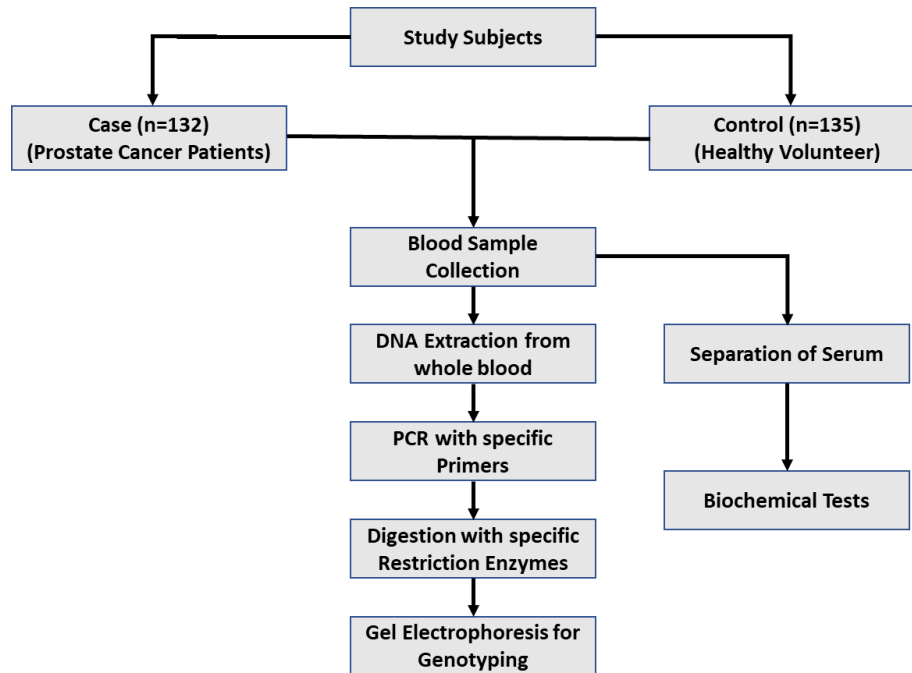 Study Subjects
Case (n=132)
(Prostate Cancer Patients)
Control (n=135)
(Healthy Volunteer)
Blood Sample
Collection
DNA Extraction from
whole blood
Separation of Serum
PCR with specific
Primers
Biochemical Tests
Digestion with specific
Restriction Enzymes
Gel Electrophoresis for
Genotyping